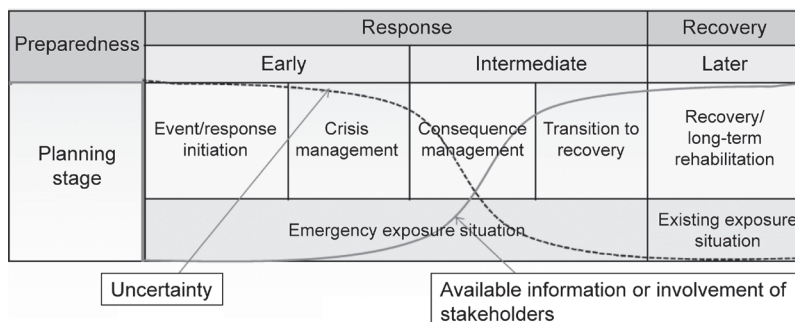 Preparedness
Response
Recovery
Early
Intermediate
Later
Planning
stage
Event/response
initiation
Crisis
management
Consequence
management
Transition to
recovery
Recovery/
long-term
rehabilitation
Emergency exposure situation
Existing exposure
situation
Uncertainty
Available information or involvement of
stakeholders